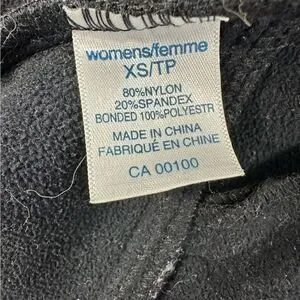 womens/femme
XS/TP
80%NYLON
20%SPANDEX
BONDED 100%POLYESTR
MADE IN CHINA
FABRIQUÉ EN CHINE
CA 00100